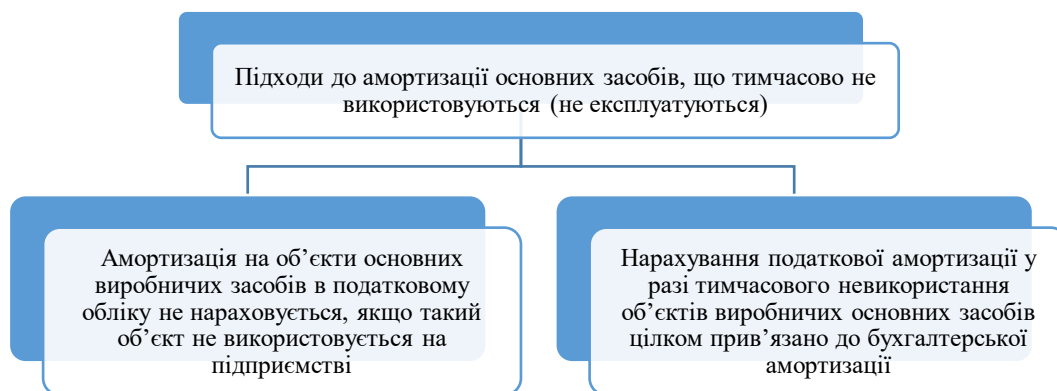 Підходи до амортизації основних засобів, що тимчасово не
використовуються (не експлуатуються)
Амортизація на об’єкти основних
виробничих засобів в податковому
обліку не нараховується, якщо такий
об’єкт не використовується на
підприємстві
Нарахування податкової амортизації у
разі тимчасового невикористання
об’єктів виробничих основних засобів
цілком прив’язано до бухгалтерської
амортизації